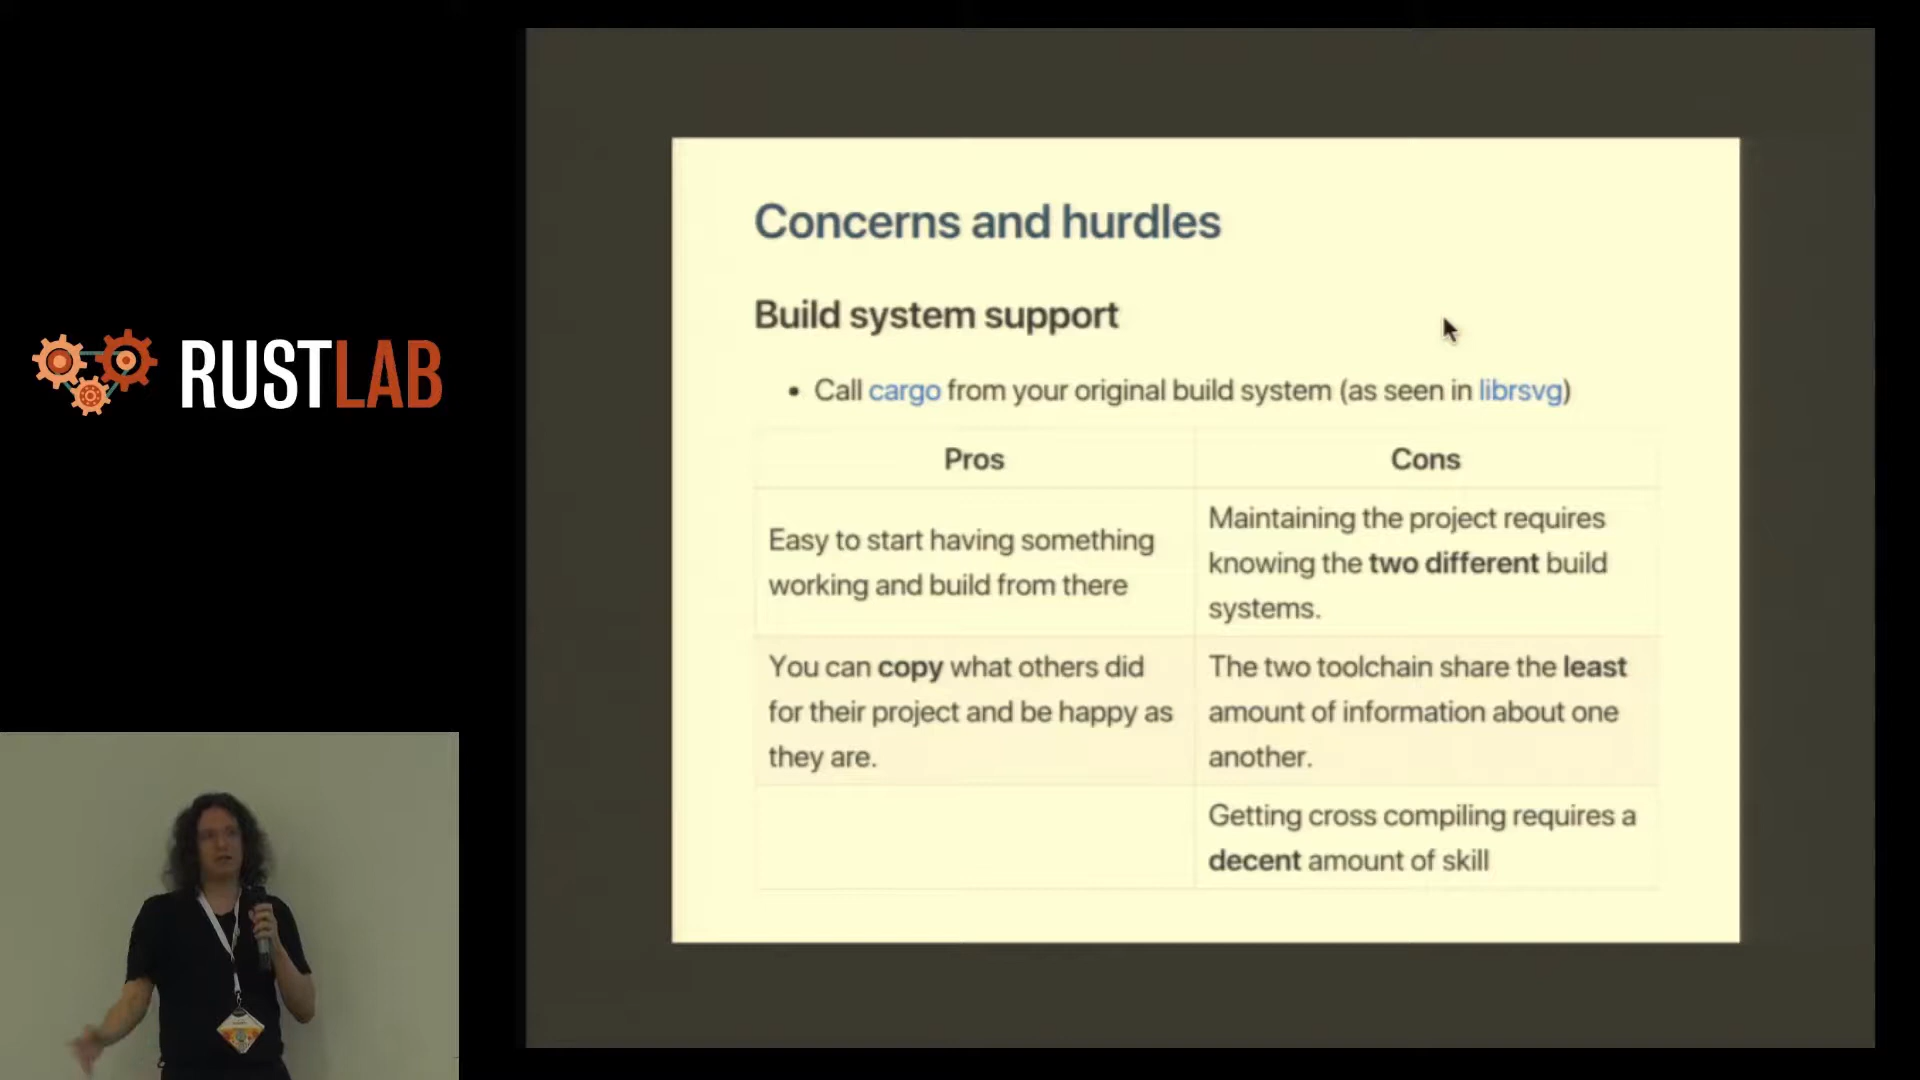 RUSTLAB
Concerns and hurdles
Build system support
• Call cargo from your original build system (as seen in librsvg)
Pros
Cons
Easy to start having something
working and build from there
Maintaining the project requires
knowing the two different build
systems.
You can copy what others did
for their project and be happy as
they are.
The two toolchain share the least
amount of information about one
another.
Getting cross compiling requires a
decent amount of skill